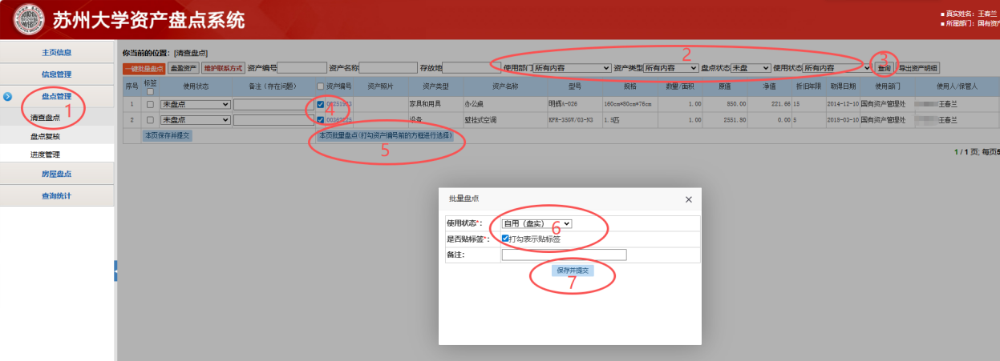 苏州大学资产盘点系统
■ 真实姓名：王春兰
■ 所屋部门：国有资产
主页信息
信息管理
盘点管理
1
清查盘点
盘点复核
进度管理
房屋盘点
查询统计
你当前的位置：[清查盘点]
一键批量盘点 盘盈资产 维护联系方式 资产编号 资产名称 存放地 使用部门 所有内容 资产类型 所有内容 盘点状态 未盘 使用状态 所有内容 查询 导出资产明细
2
3
序号 标签 使用状态 备注（存在问题） 资产编号 资产照片 资产类型 资产名称 型号 规格 数量/面积 原值 净值 折旧年限 取得日期 使用部门 使用人/保管人
1 未盘点 家具和用具 办公桌 明辉A-026 160cm*80cm*76cm 1.00 850.00 221.66 15 2014-12-10 国有资产管理处 王春兰
4
2 未盘点 设备 壁挂式空调 KFR-35GW/03-N3 1.5匹 1.00 2551.80 0.00 5 2018-03-10 国有资产管理处 王春兰
本页保存并提交 本页批量盘点(打勾资产编号前的方框进行选择)
5
1 / 1 页; 每页
批量盘点
使用状态*： 自用（盘实）
6
是否贴标签*： 打勾表示贴标签
备注：
保存并提交
7